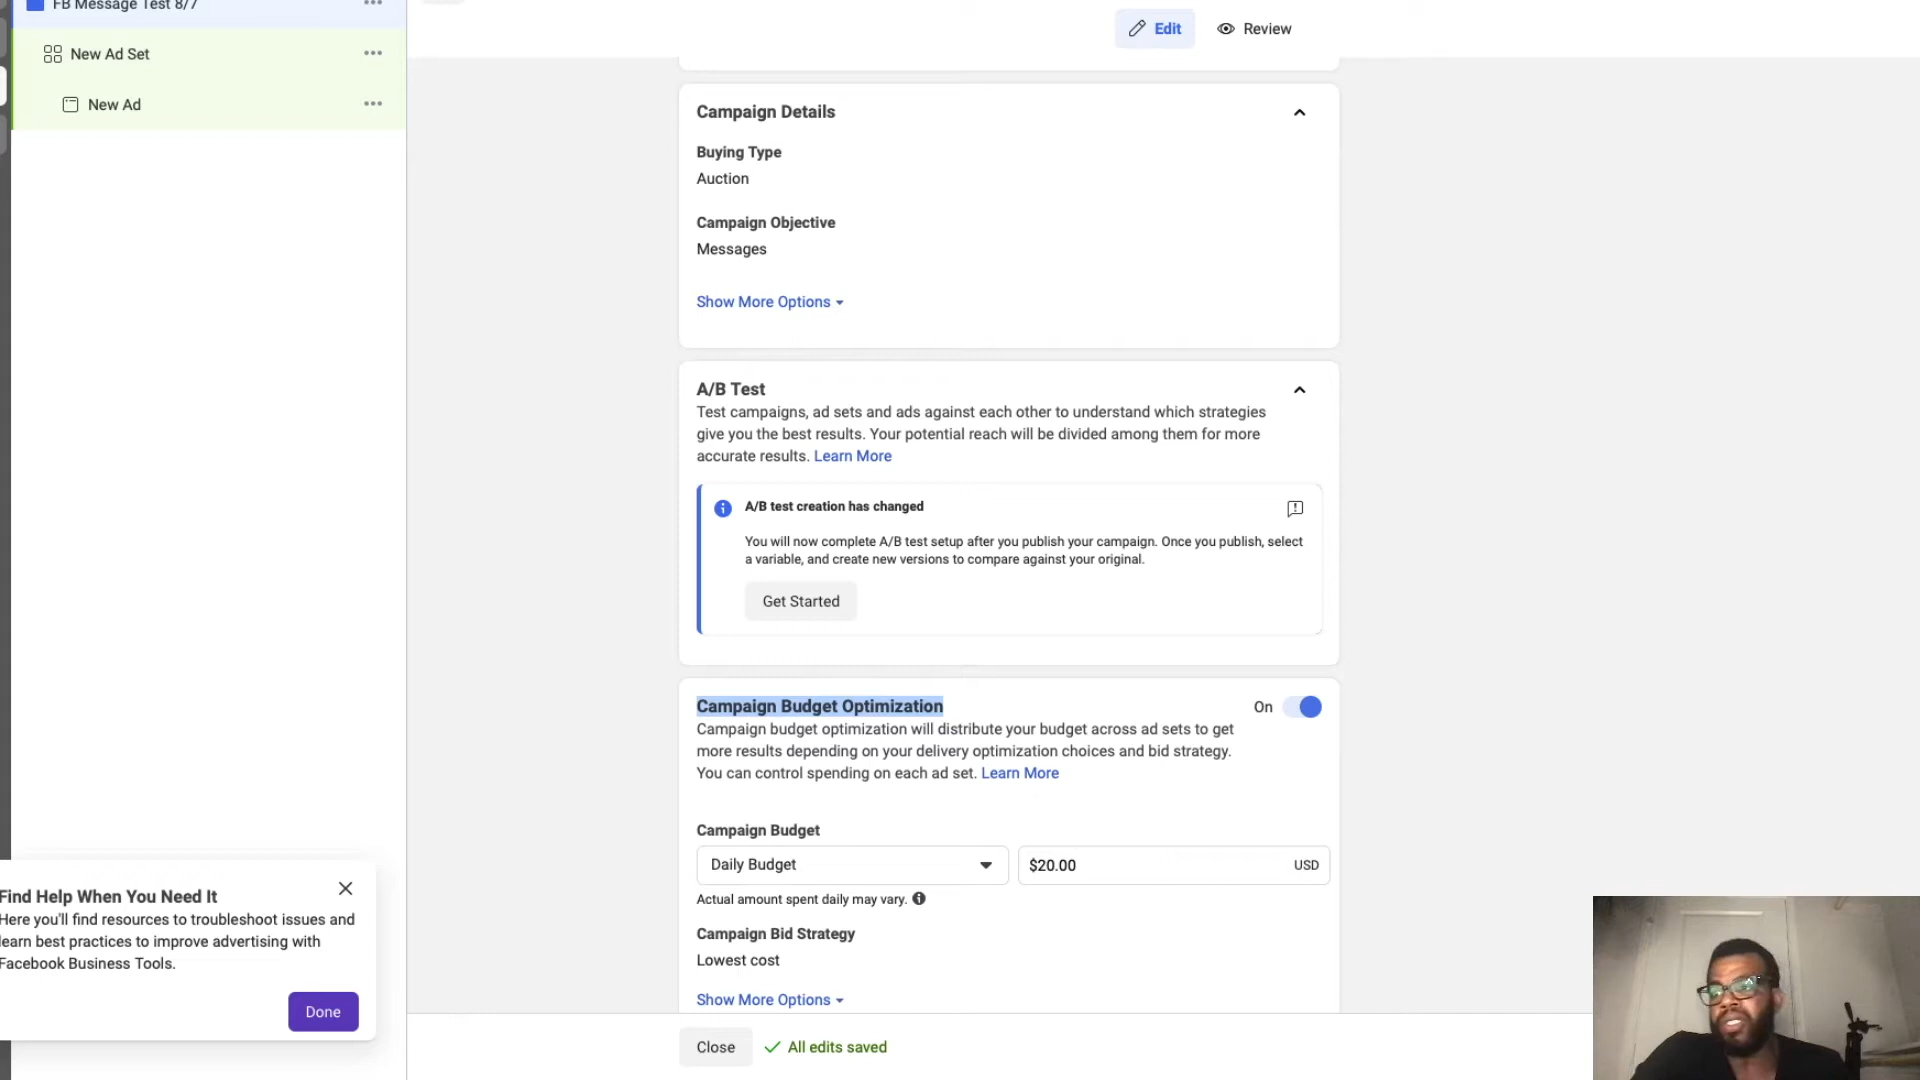 FB Message Test 8/7
New Ad Set
New Ad
Edit
Review
Campaign Details
Buying Type
Auction
Campaign Objective
Messages
Show More Options
A/B Test
Test campaigns, ad sets and ads against each other to understand which strategies
give you the best results. Your potential reach will be divided among them for more
accurate results. Learn More
A/B test creation has changed
You will now complete A/B test setup after you publish your campaign. Once you publish, select
a variable, and create new versions to compare against your original.
Get Started
Campaign Budget Optimization
On
Campaign budget optimization will distribute your budget across ad sets to get
more results depending on your delivery optimization choices and bid strategy.
You can control spending on each ad set. Learn More
Campaign Budget
Daily Budget
$20.00
USD
Actual amount spent daily may vary.
Campaign Bid Strategy
Lowest cost
Show More Options
Find Help When You Need It
Here you'll find resources to troubleshoot issues and
learn best practices to improve advertising with
Facebook Business Tools.
Done
Close
All edits saved